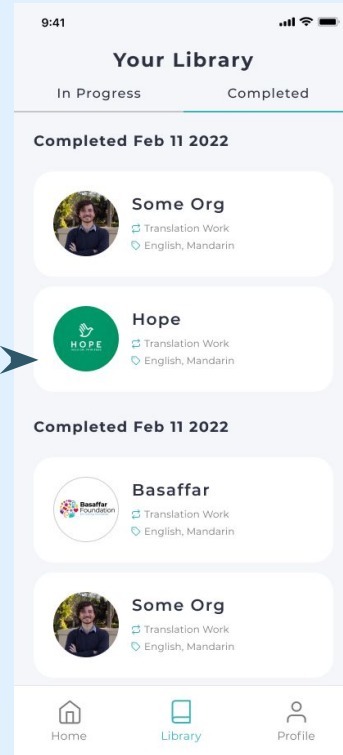 9:41
Your Library
In Progress Completed
Completed Feb 11 2022
Some Org
Translation Work
English, Mandarin
HOPE
Hope
Translation Work
English, Mandarin
Completed Feb 11 2022
Basaffar
Foundation
Basaffar
Translation Work
English, Mandarin
Some Org
Translation Work
English, Mandarin
Home Library Profile